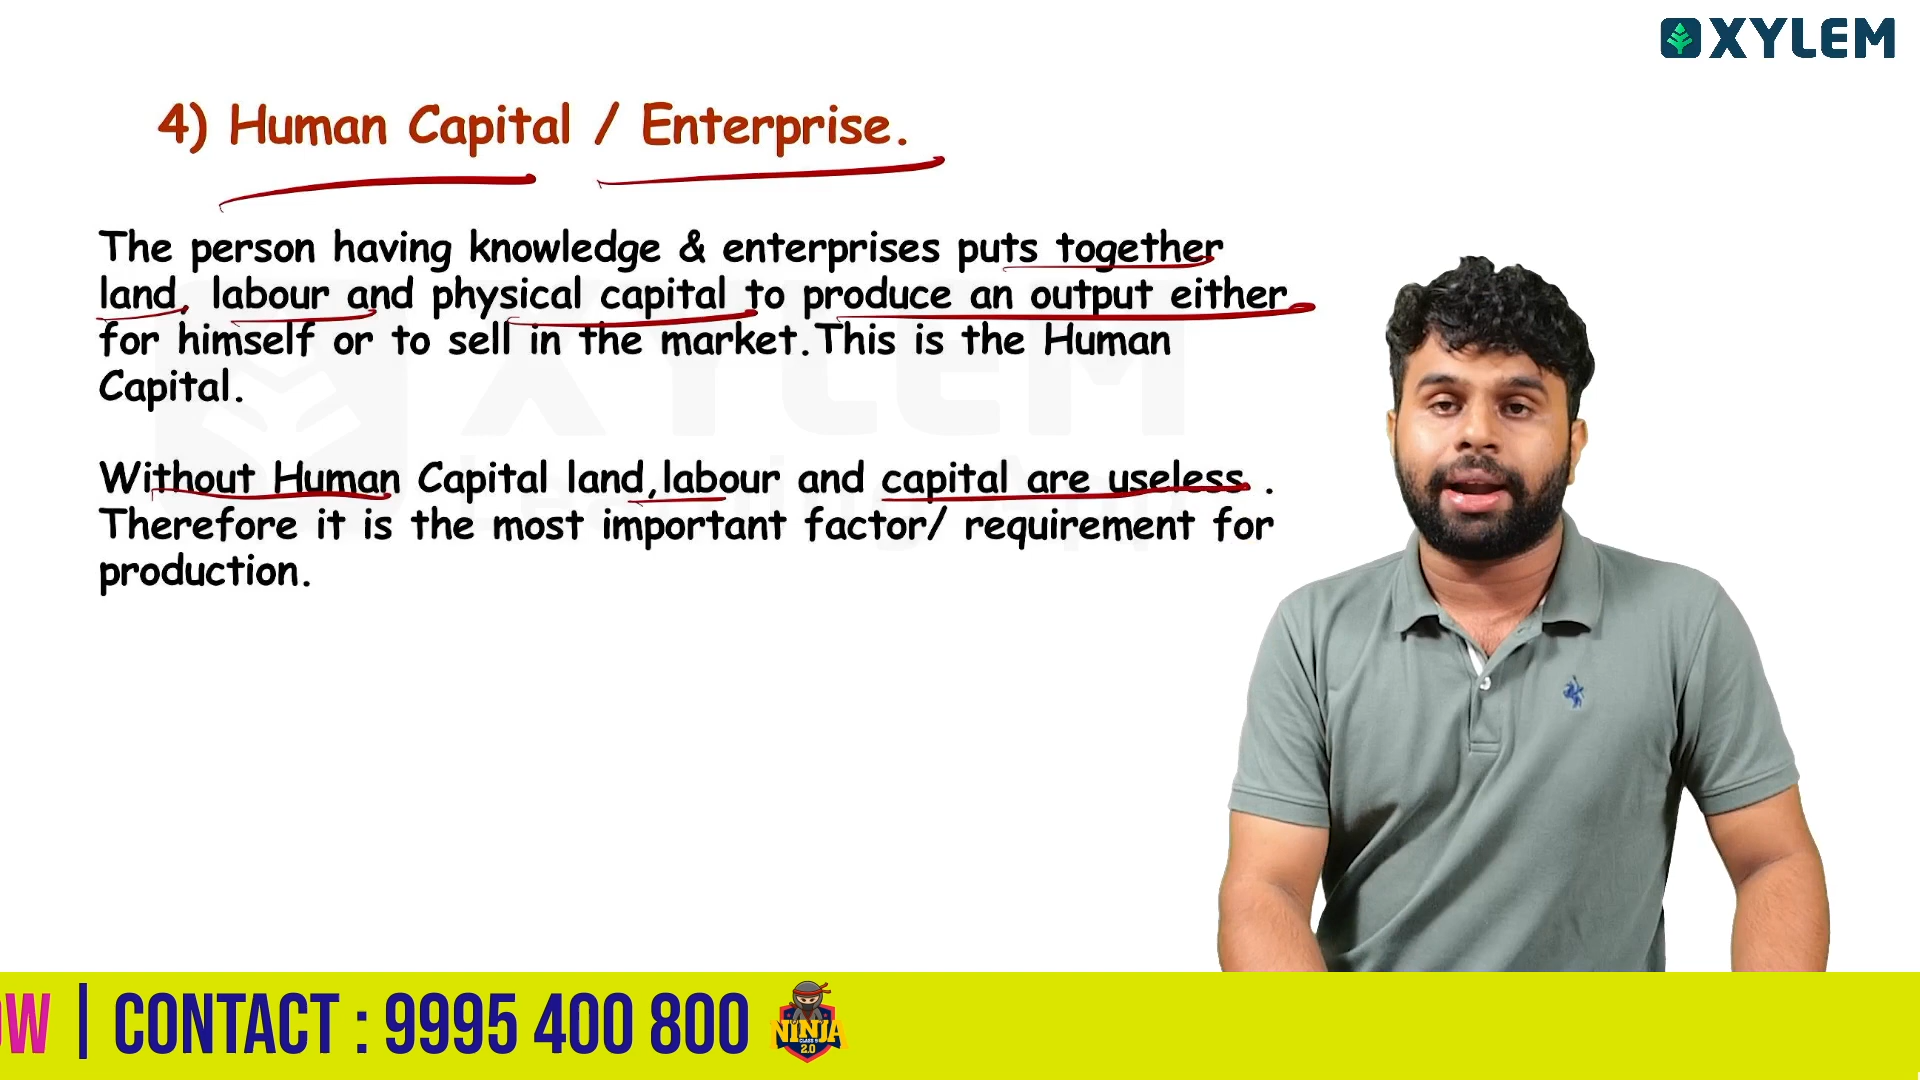 XYLEM
4) Human Capital / Enterprise.
The person having knowledge & enterprises puts together
land, labour and physical capital to produce an output either
for himself or to sell in the market.This is the Human
Capital.
Without Human Capital land,labour and capital are useless .
Therefore it is the most important factor/ requirement for
production.
OW | CONTACT : 9995 400 800
NINJA
CLASS 9
2.0